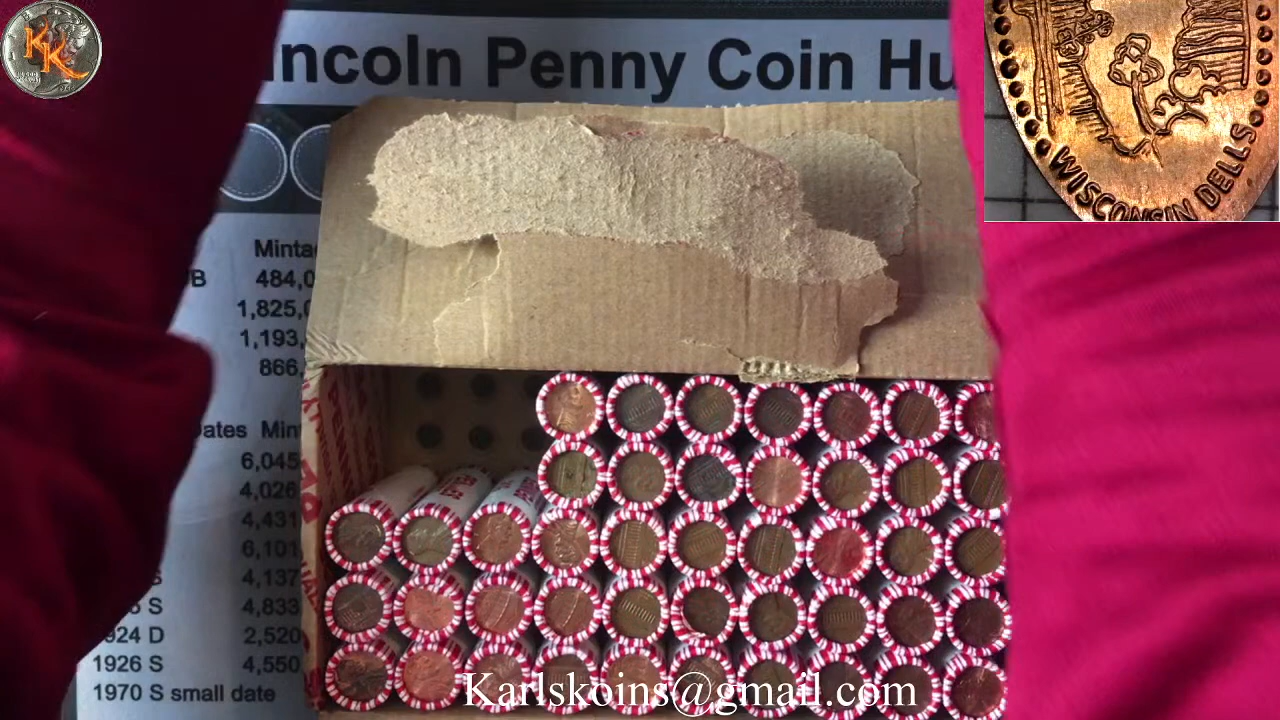 KK
ncoln Penny Coin Hu
WISCONSIN DELLS
Minta
B 484,0
1,825,0
1,193,
866,
Dates Min
6,045
4,026
4,431
6,101
S 4,137
S 4,833
924 D 2,520
1926 S 4,550
1970 S small date
Karlskoins@gmail.com